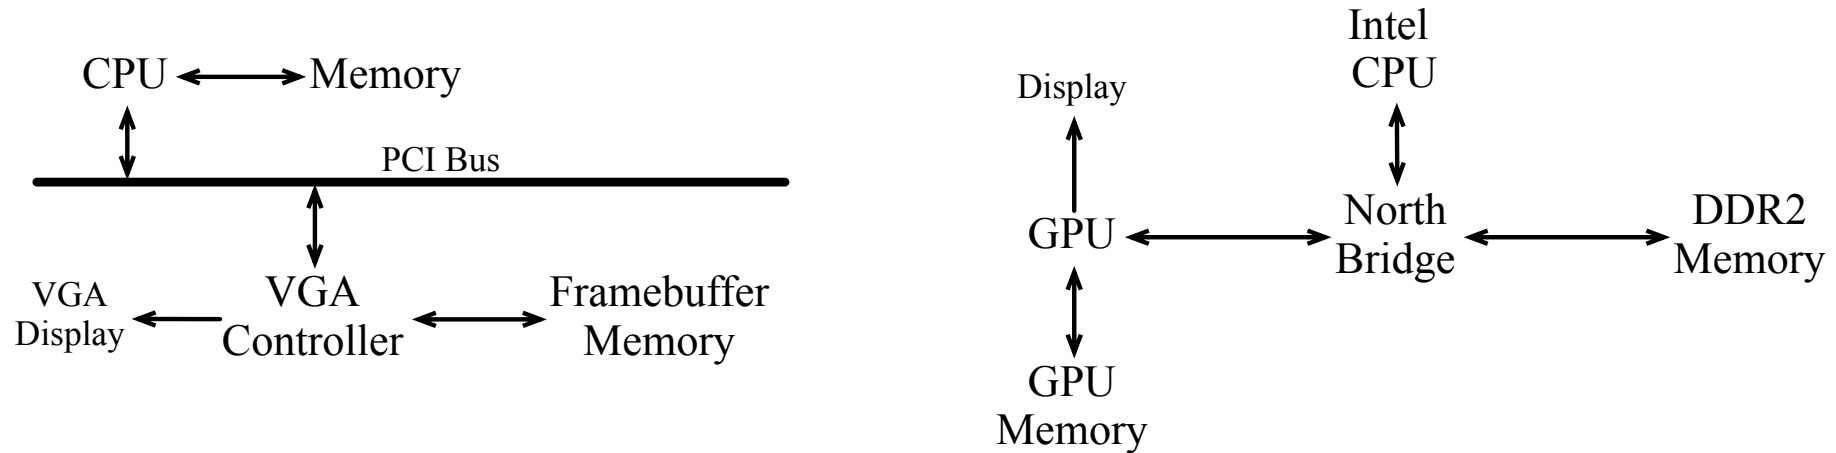 CPU
Memory
PCI Bus
VGA
Display
VGA
Controller
Framebuffer
Memory
Intel
CPU
Display
GPU
North
Bridge
DDR2
Memory
GPU
Memory